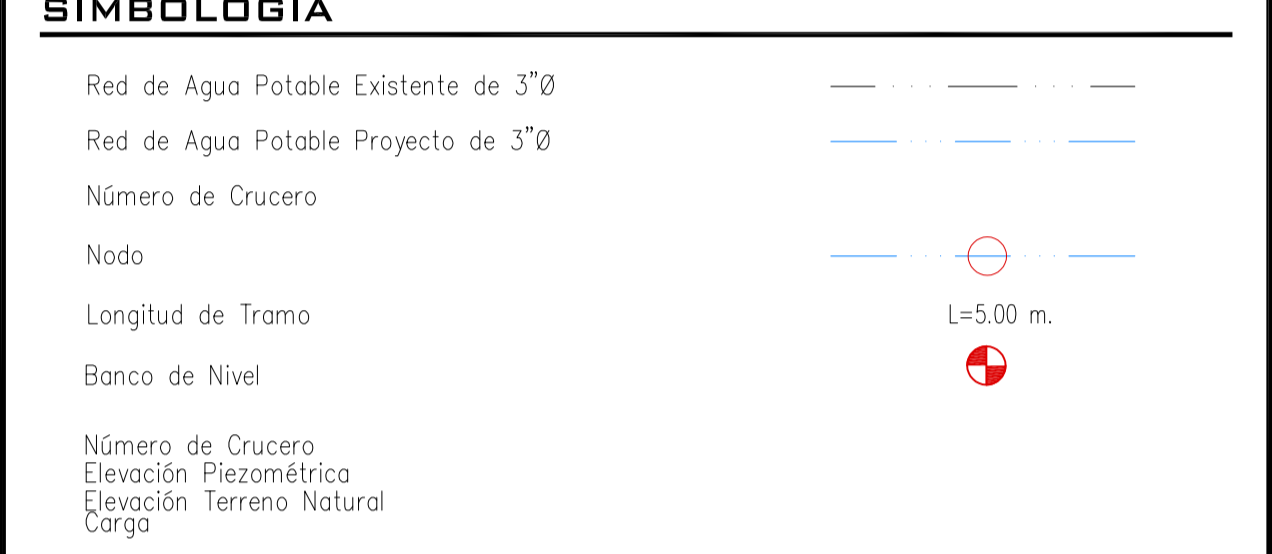 SIMBOLOGÍA
Red de Agua Potable Existente de 3"Ø
Red de Agua Potable Proyecto de 3"Ø
Número de Crucero
Nodo
Longitud de Tramo L=5.00 m.
Banco de Nivel
Número de Crucero
Elevación Piezométrica
Elevación Terreno Natural
Carga